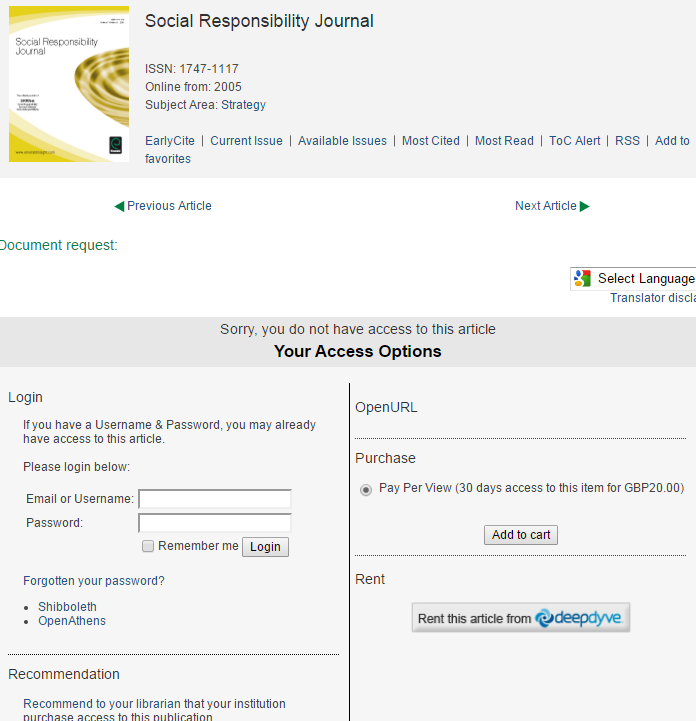 Social Responsibility
Journal
www.emeraldinsight.com
Social Responsibility Journal
ISSN: 1747-1117
Online from: 2005
Subject Area: Strategy
EarlyCite | Current Issue | Available Issues | Most Cited | Most Read | ToC Alert | RSS | Add to
favorites
Previous Article
Next Article
Document request:
Select Language
Translator discla
Sorry, you do not have access to this article
Your Access Options
Login
If you have a Username & Password, you may already
have access to this article.
Please login below:
Email or Username:
Password:
Remember me Login
Forgotten your password?
Shibboleth
OpenAthens
Recommendation
Recommend to your librarian that your institution
purchase access to this publication
OpenURL
Purchase
Pay Per View (30 days access to this item for GBP20.00)
Add to cart
Rent
Rent this article from deepdyve